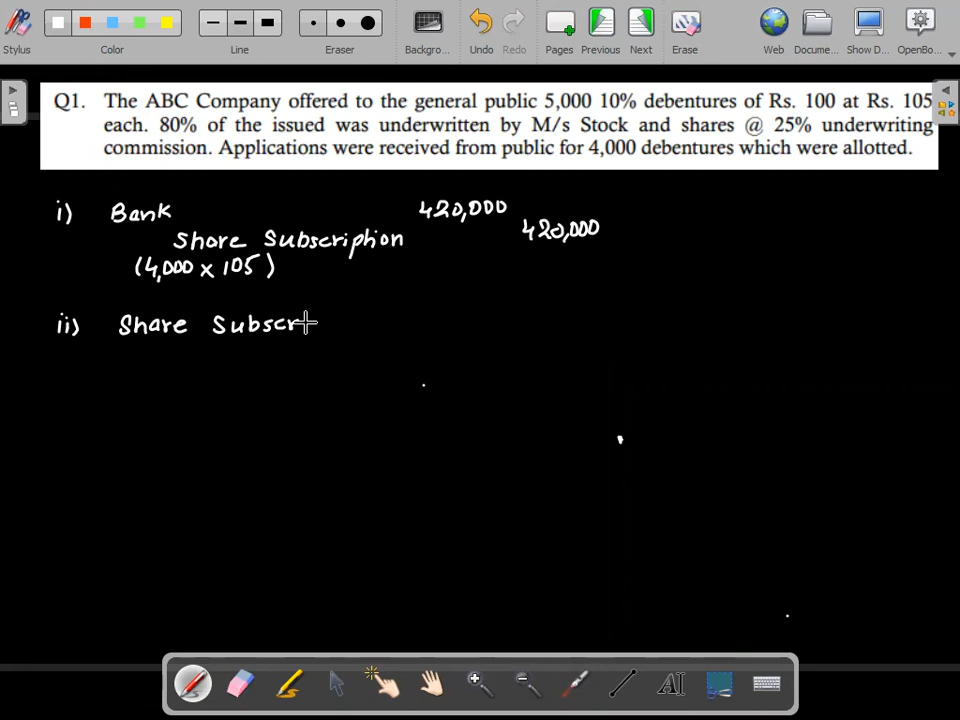 Stylus
Color
Line
Eraser
Backgro...
Undo
Redo
Pages
Previous
Next
Erase
Web
Docume...
Show D...
OpenBo...
Q1. The ABC Company offered to the general public 5,000 10% debentures of Rs. 100 at Rs. 105
each. 80% of the issued was underwritten by M/s Stock and shares @ 25% underwriting
commission. Applications were received from public for 4,000 debentures which were allotted.
i) Bank 420,000
Share Subscription 420,000
(4,000 x 105)
ii) Share Subscr
AI